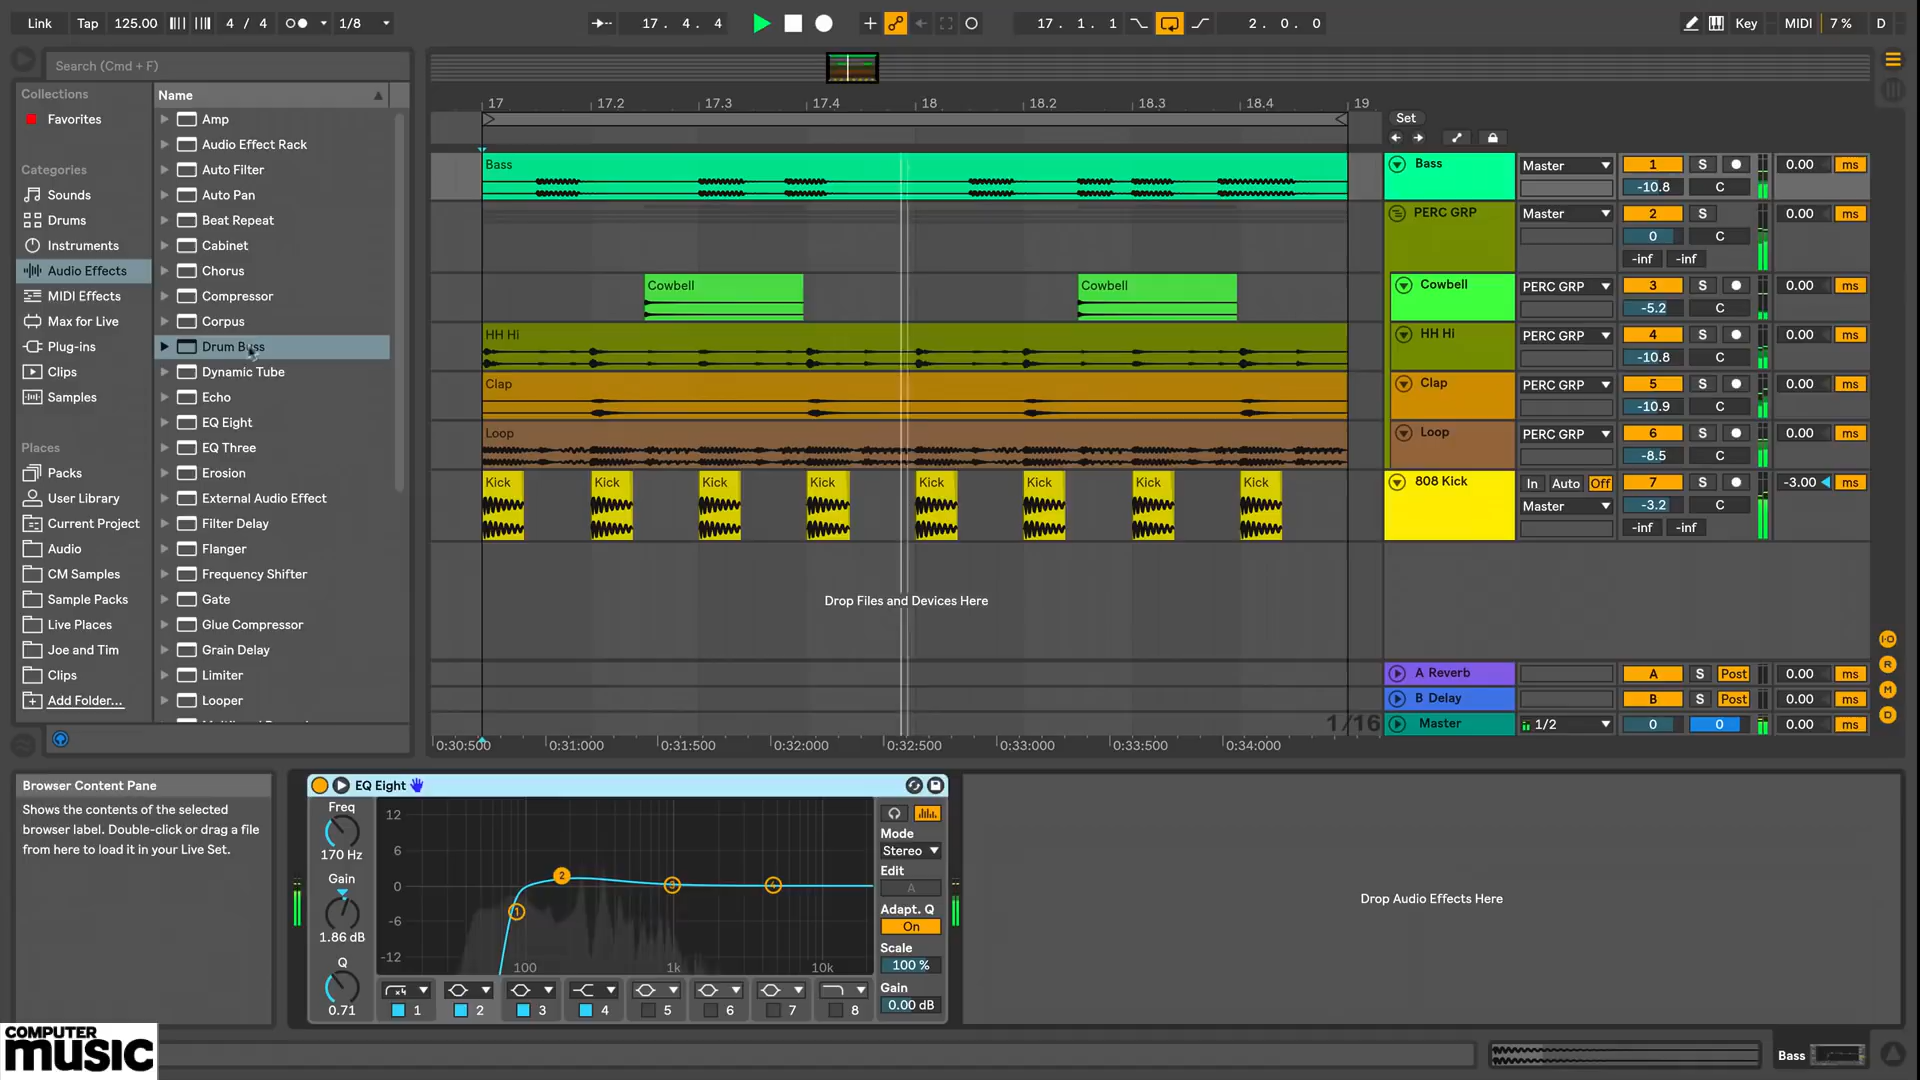 Link Tap 125.00 4 / 4 1/8 17. 4. 4 17. 1. 1 2. 0. 0 Key MIDI 7 % D
Search (Cmd + F)
Collections
Favorites
Categories
Sounds
Drums
Instruments
Audio Effects
MIDI Effects
Max for Live
Plug-ins
Clips
Samples
Places
Packs
User Library
Current Project
Audio
CM Samples
Sample Packs
Live Places
Joe and Tim
Clips
Add Folder...
Name
Amp
Audio Effect Rack
Auto Filter
Auto Pan
Beat Repeat
Cabinet
Chorus
Compressor
Corpus
Drum Buss
Dynamic Tube
Echo
EQ Eight
EQ Three
Erosion
External Audio Effect
Filter Delay
Flanger
Frequency Shifter
Gate
Glue Compressor
Grain Delay
Limiter
Looper
17 17.2 17.3 17.4 18 18.2 18.3 18.4 19
Set
Bass
Cowbell Cowbell
HH Hi
Clap
Loop
Kick Kick Kick Kick Kick Kick Kick Kick
Drop Files and Devices Here
1/16
0:30:500 0:31:000 0:31:500 0:32:000 0:32:500 0:33:000 0:33:500 0:34:000
Bass Master 1 S 0.00 ms
-10.8 C
PERC GRP Master 2 S 0.00 ms
0 C
-inf -inf
Cowbell PERC GRP 3 S 0.00 ms
-5.2 C
HH Hi PERC GRP 4 S 0.00 ms
-10.8 C
Clap PERC GRP 5 S 0.00 ms
-10.9 C
Loop PERC GRP 6 S 0.00 ms
-8.5 C
808 Kick In Auto Off 7 S -3.00 ms
Master -3.2 C
-inf -inf
A Reverb A S Post 0.00 ms
B Delay B S Post 0.00 ms
Master 1/2 0 0 0.00 ms
I·O
R
M
D
Browser Content Pane
Shows the contents of the selected
browser label. Double-click or drag a file
from here to load it in your Live Set.
EQ Eight
Freq
170 Hz
Gain
1.86 dB
Q
0.71
12
6
0
-6
-12
1 2 3 4
100 1k 10k
x4
1 2 3 4 5 6 7 8
Mode
Stereo
Edit
A
Adapt. Q
On
Scale
100 %
Gain
0.00 dB
Drop Audio Effects Here
COMPUTER
music
Bass